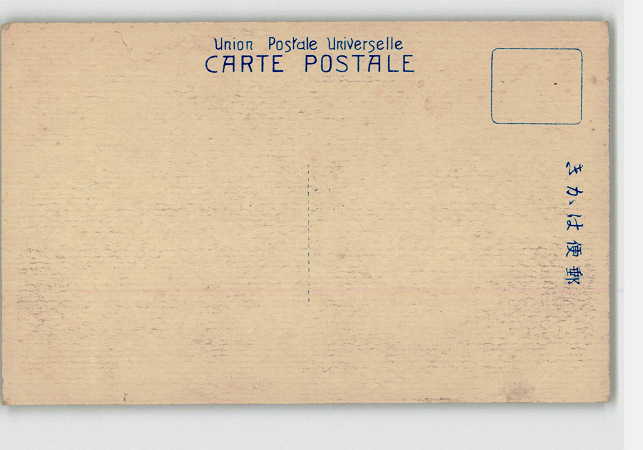 Union Postale Universelle
CARTE POSTALE
きかは便郵